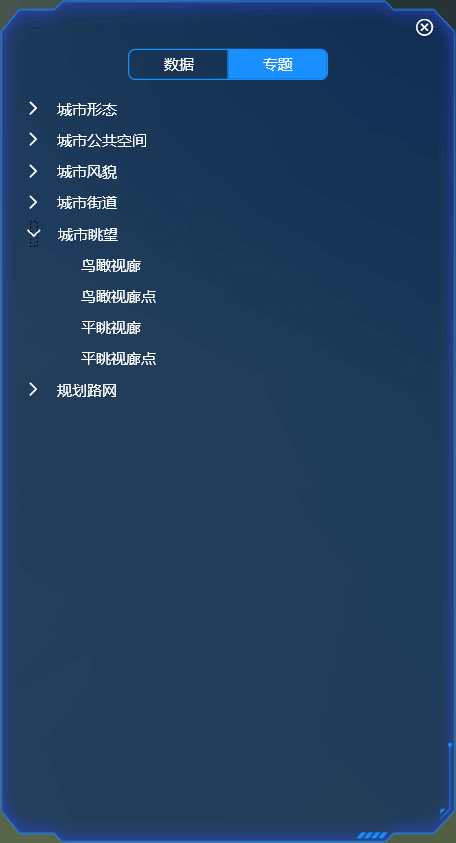 数据 专题
城市形态
城市公共空间
城市风貌
城市街道
城市眺望
鸟瞰视廊
鸟瞰视廊点
平眺视廊
平眺视廊点
规划路网